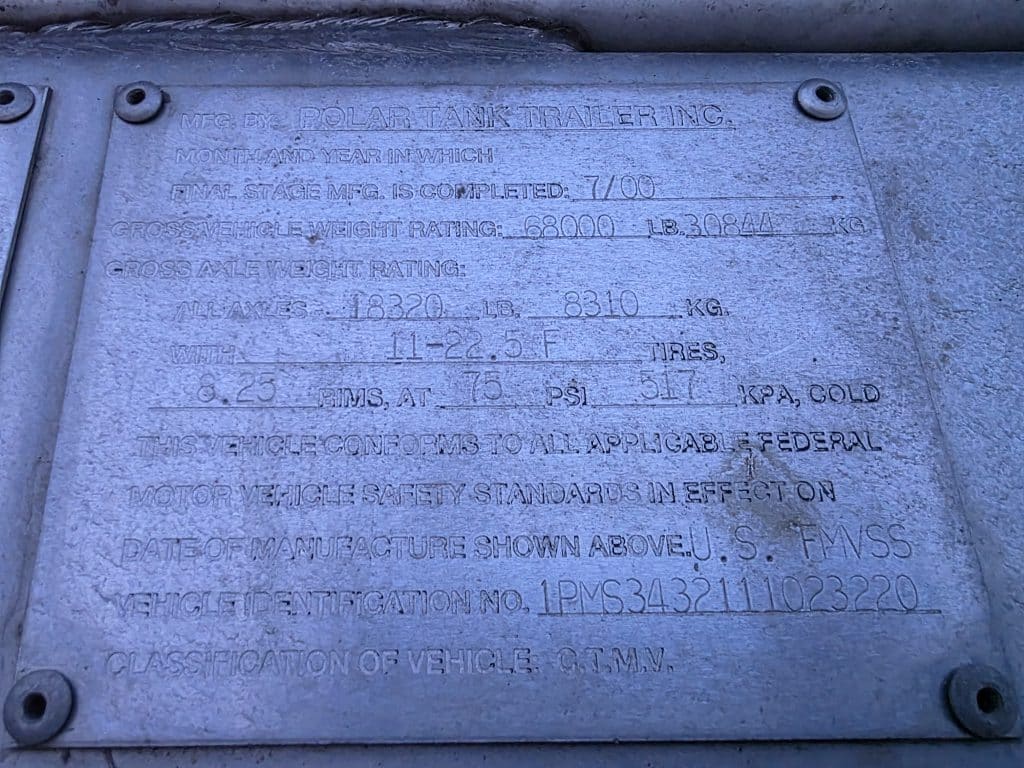 MFG. BY: POLAR TANK TRAILER INC.
MONTH AND YEAR IN WHICH
FINAL STAGE MFG. IS COMPLETED: 7/00
GROSS VEHICLE WEIGHT RATING: 68000 LB. 30844 KG
GROSS AXLE WEIGHT RATING:
ALL AXLES 18320 LB. 8310 KG.
WITH 11-22.5 F TIRES,
8.25 RIMS, AT 75 PSI 517 KPA, COLD
THIS VEHICLE CONFORMS TO ALL APPLICABLE FEDERAL
MOTOR VEHICLE SAFETY STANDARDS IN EFFECT ON
DATE OF MANUFACTURE SHOWN ABOVE. U.S. FMVSS
VEHICLE IDENTIFICATION NO. 1PMS3432111023220
CLASSIFICATION OF VEHICLE: C.T.M.V.